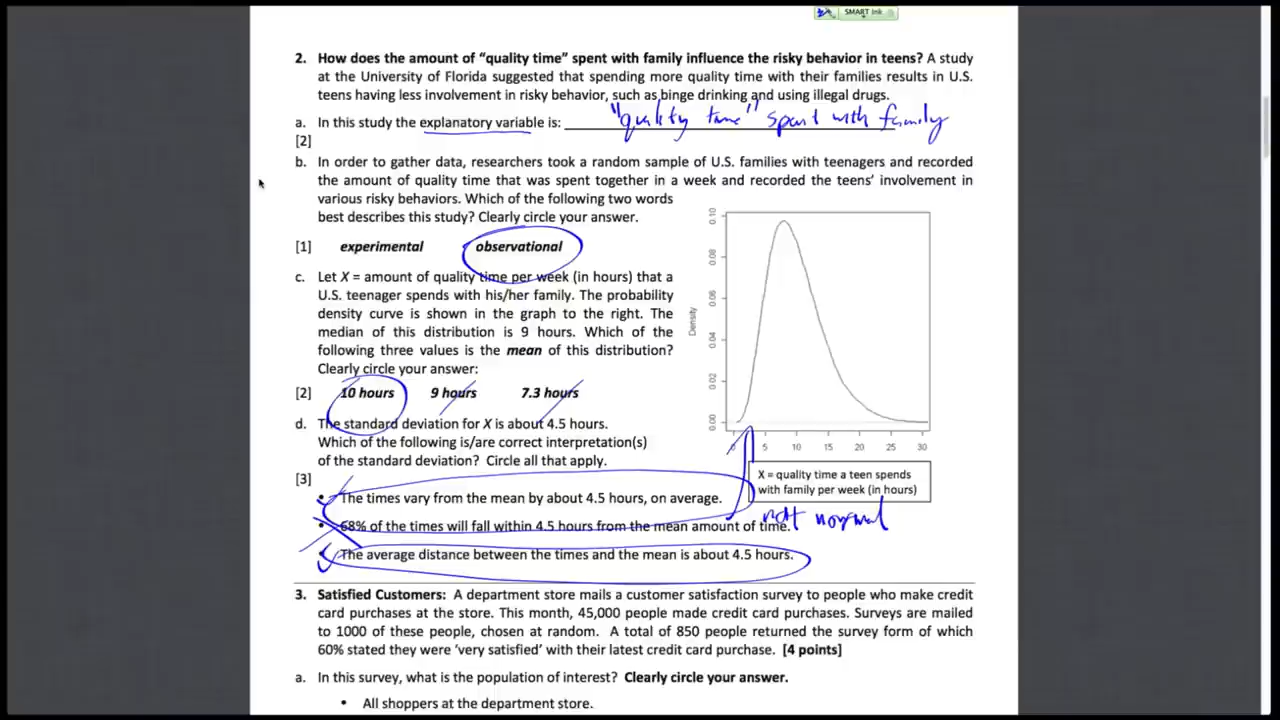 SMART Ink
2. How does the amount of “quality time” spent with family influence the risky behavior in teens? A study
at the University of Florida suggested that spending more quality time with their families results in U.S.
teens having less involvement in risky behavior, such as binge drinking and using illegal drugs.
a. In this study the explanatory variable is: "quality time" spent with family
[2]
b. In order to gather data, researchers took a random sample of U.S. families with teenagers and recorded
the amount of quality time that was spent together in a week and recorded the teens’ involvement in
various risky behaviors. Which of the following two words
best describes this study? Clearly circle your answer.
[1] experimental observational
c. Let X = amount of quality time per week (in hours) that a
U.S. teenager spends with his/her family. The probability
density curve is shown in the graph to the right. The
median of this distribution is 9 hours. Which of the
following three values is the mean of this distribution?
Clearly circle your answer:
[2] 10 hours 9 hours 7.3 hours
d. The standard deviation for X is about 4.5 hours.
Which of the following is/are correct interpretation(s)
of the standard deviation? Circle all that apply.
[3]
• The times vary from the mean by about 4.5 hours, on average.
• 68% of the times will fall within 4.5 hours from the mean amount of time.
• The average distance between the times and the mean is about 4.5 hours.
Density
0.10
0.08
0.06
0.04
0.02
0.00
0 5 10 15 20 25 30
X = quality time a teen spends
with family per week (in hours)
not normal
3. Satisfied Customers: A department store mails a customer satisfaction survey to people who make credit
card purchases at the store. This month, 45,000 people made credit card purchases. Surveys are mailed
to 1000 of these people, chosen at random. A total of 850 people returned the survey form of which
60% stated they were ‘very satisfied’ with their latest credit card purchase. [4 points]
a. In this survey, what is the population of interest? Clearly circle your answer.
• All shoppers at the department store.